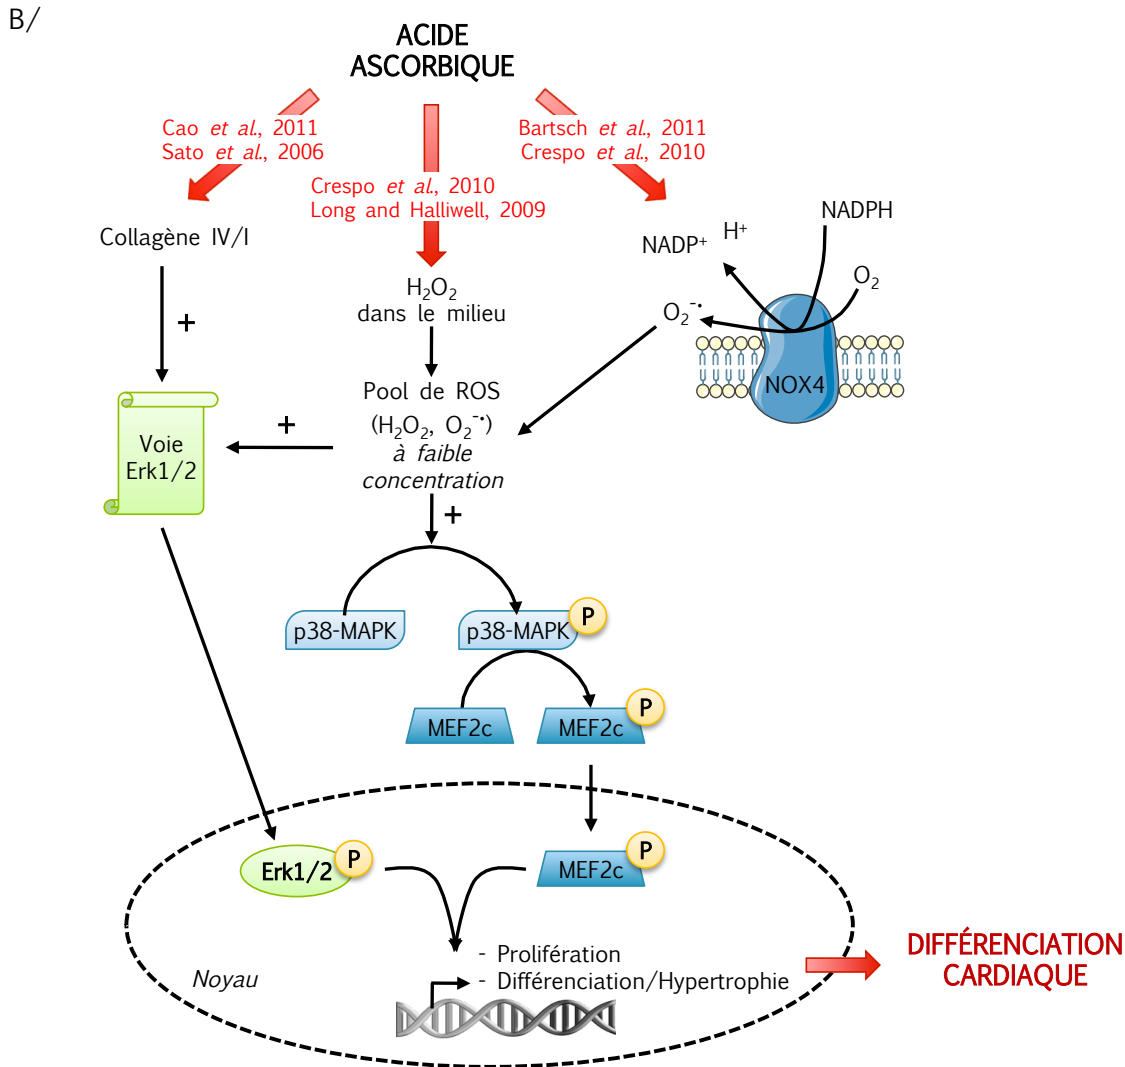 B/
ACIDE
ASCORBIQUE
Cao et al., 2011
Sato et al., 2006
Crespo et al., 2010
Long and Halliwell, 2009
Bartsch et al., 2011
Crespo et al., 2010
Collagène IV/I
NADP⁺
H⁺
NADPH
O₂
H₂O₂
dans le milieu
O₂⁻•
NOX4
+
Pool de ROS
(H₂O₂, O₂⁻•)
à faible
concentration
+
Voie
Erk1/2
+
p38-MAPK
p38-MAPK
P
MEF2c
MEF2c
P
Erk1/2
P
MEF2c
P
- Prolifération
- Différenciation/Hypertrophie
Noyau
DIFFÉRENCIATION
CARDIAQUE